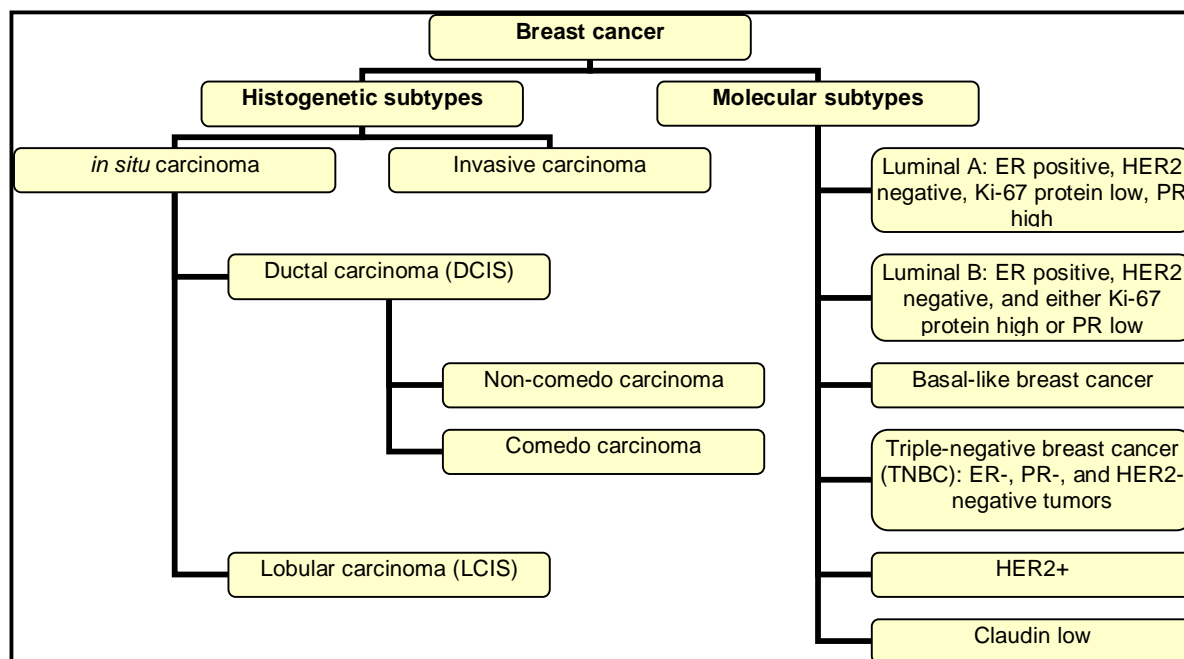 Breast cancer
Histogenetic subtypes
Molecular subtypes
in situ carcinoma
Invasive carcinoma
Ductal carcinoma (DCIS)
Non-comedo carcinoma
Comedo carcinoma
Lobular carcinoma (LCIS)
Luminal A: ER positive, HER2
negative, Ki-67 protein low, PR
high
Luminal B: ER positive, HER2
negative, and either Ki-67
protein high or PR low
Basal-like breast cancer
Triple-negative breast cancer
(TNBC): ER-, PR-, and HER2-
negative tumors
HER2+
Claudin low